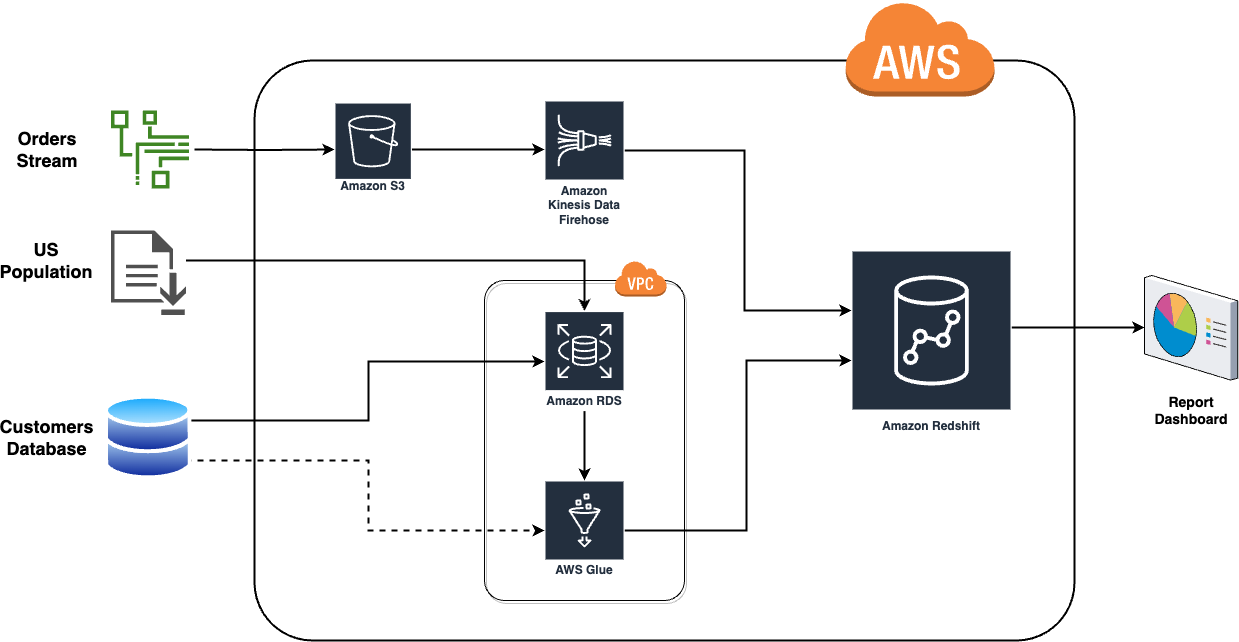 AWS
Orders
Stream
Amazon S3
Amazon
Kinesis Data
Firehose
US
Population
VPC
Amazon RDS
Customers
Database
AWS Glue
Amazon Redshift
Report
Dashboard